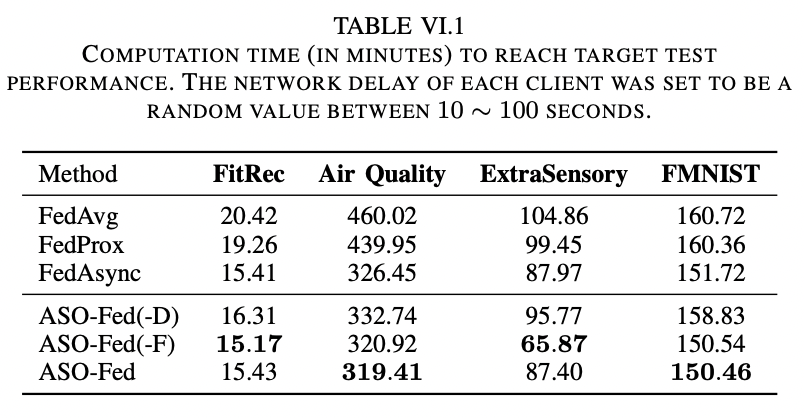 TABLE VI.1
COMPUTATION TIME (IN MINUTES) TO REACH TARGET TEST
PERFORMANCE. THE NETWORK DELAY OF EACH CLIENT WAS SET TO BE A
RANDOM VALUE BETWEEN 10 ∼ 100 SECONDS.
Method FitRec Air Quality ExtraSensory FMNIST
FedAvg 20.42 460.02 104.86 160.72
FedProx 19.26 439.95 99.45 160.36
FedAsync 15.41 326.45 87.97 151.72
ASO-Fed(-D) 16.31 332.74 95.77 158.83
ASO-Fed(-F) 15.17 320.92 65.87 150.54
ASO-Fed 15.43 319.41 87.40 150.46